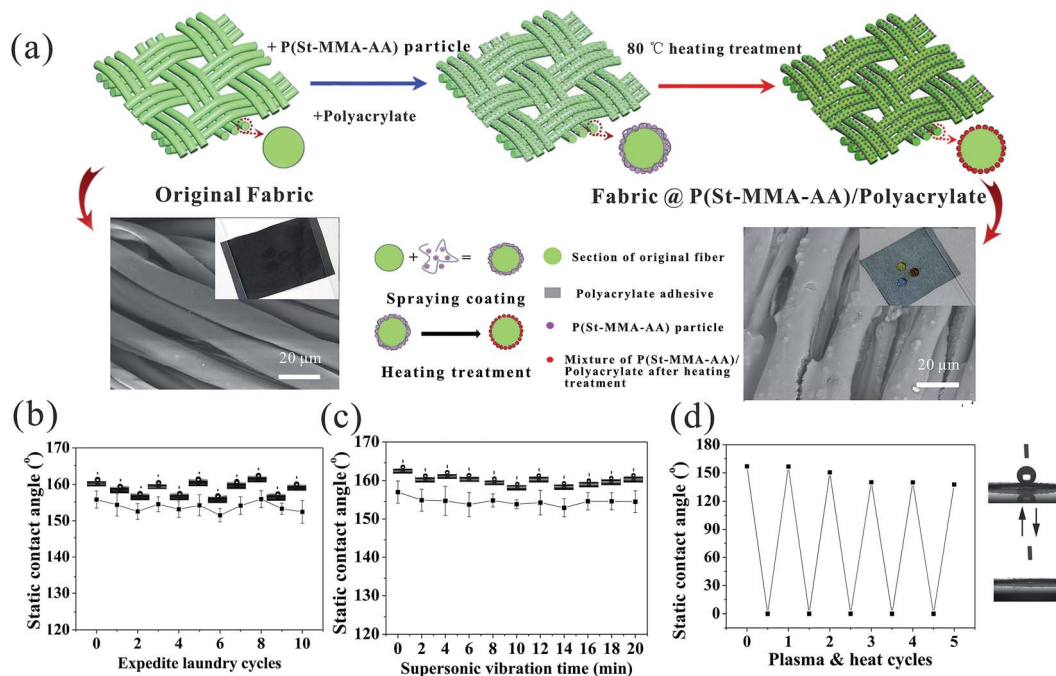 (a)
+ P(St-MMA-AA) particle
+Polyacrylate
80 ℃ heating treatment
Original Fabric
Fabric @ P(St-MMA-AA)/Polyacrylate
20 μm
+
=
Spraying coating
Heating treatment
Section of original fiber
Polyacrylate adhesive
P(St-MMA-AA) particle
Mixture of P(St-MMA-AA)/
Polyacrylate after heating
treatment
20 μm
(b)
Static contact angle (°)
170
160
150
140
130
120
0 2 4 6 8 10
Expedite laundry cycles
(c)
Static contact angle (°)
170
160
150
140
130
120
0 2 4 6 8 10 12 14 16 18 20
Supersonic vibration time (min)
(d)
Static contact angle (°)
180
150
120
90
60
30
0
0 1 2 3 4 5
Plasma & heat cycles